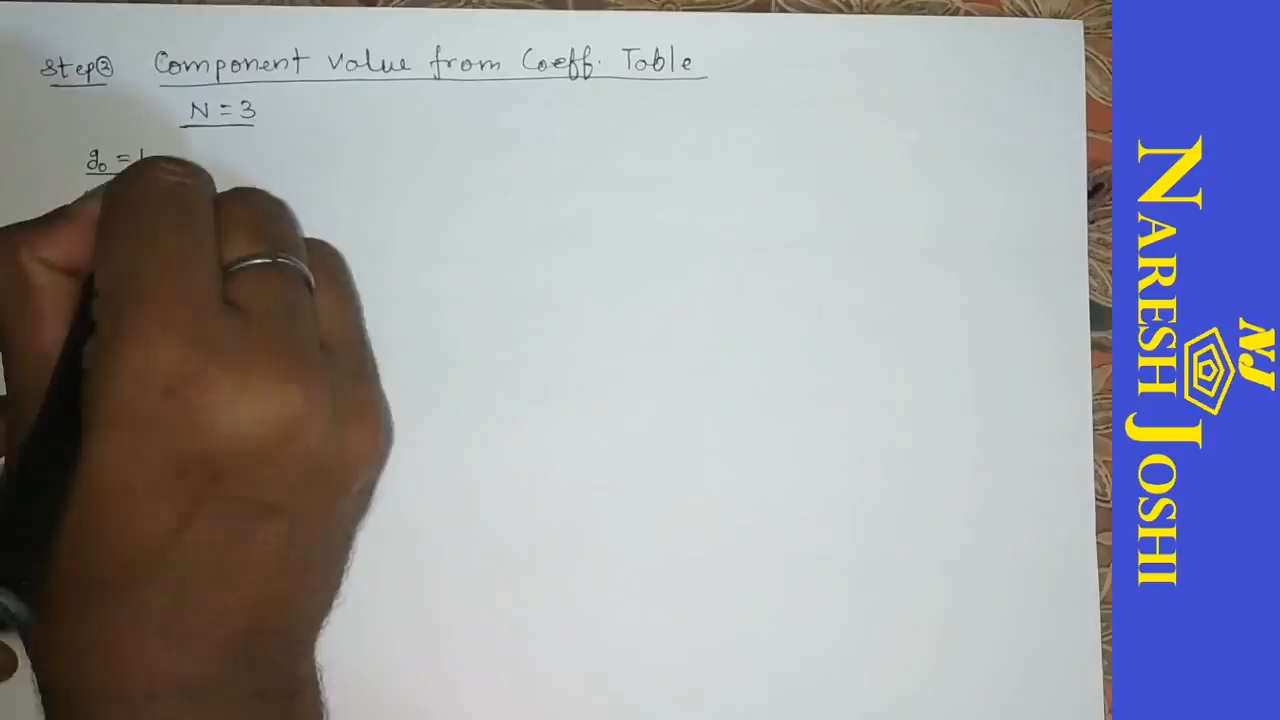 Step② Component value from Coeff. Table
N = 3
g₀ = 1
NARESH JOSHI
NJ